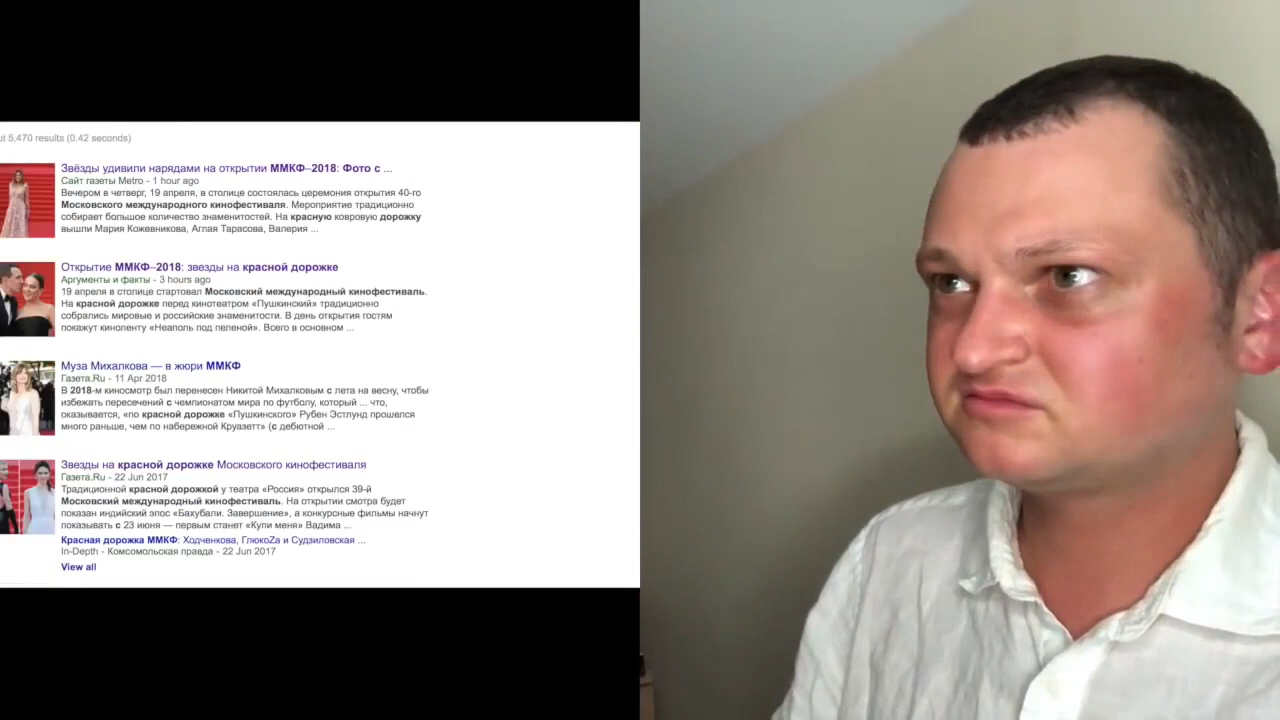 5,470 results (0.42 seconds)
Звёзды удивили нарядами на открытии ММКФ–2018: Фото с ...
Сайт газеты Metro - 1 hour ago
Вечером в четверг, 19 апреля, в столице состоялась церемония открытия 40-го
Московского международного кинофестиваля. Мероприятие традиционно
собирает большое количество знаменитостей. На красную ковровую дорожку
вышли Мария Кожевникова, Аглая Тарасова, Валерия ...
Открытие ММКФ–2018: звезды на красной дорожке
Аргументы и факты - 3 hours ago
19 апреля в столице стартовал Московский международный кинофестиваль.
На красной дорожке перед кинотеатром «Пушкинский» традиционно
собрались мировые и российские знаменитости. В день открытия гостям
покажут киноленту «Неаполь под пеленой». Всего в основном ...
Муза Михалкова — в жюри ММКФ
Газета.Ru - 11 Apr 2018
В 2018-м киносмотр был перенесен Никитой Михалковым с лета на весну, чтобы
избежать пересечений с чемпионатом мира по футболу, который ... что,
оказывается, «по красной дорожке «Пушкинского» Рубен Эстлунд прошелся
много раньше, чем по набережной Круазетт» (с дебютной ...
Звезды на красной дорожке Московского кинофестиваля
Газета.Ru - 22 Jun 2017
Традиционной красной дорожкой у театра «Россия» открылся 39-й
Московский международный кинофестиваль. На открытии смотра будет
показан индийский эпос «Бахубали. Завершение», а конкурсные фильмы начнут
показывать с 23 июня — первым станет «Купи меня» Вадима ...
Красная дорожка ММКФ: Ходченкова, ГлюкоZа и Судзиловская ...
In-Depth - Комсомольская правда - 22 Jun 2017
View all